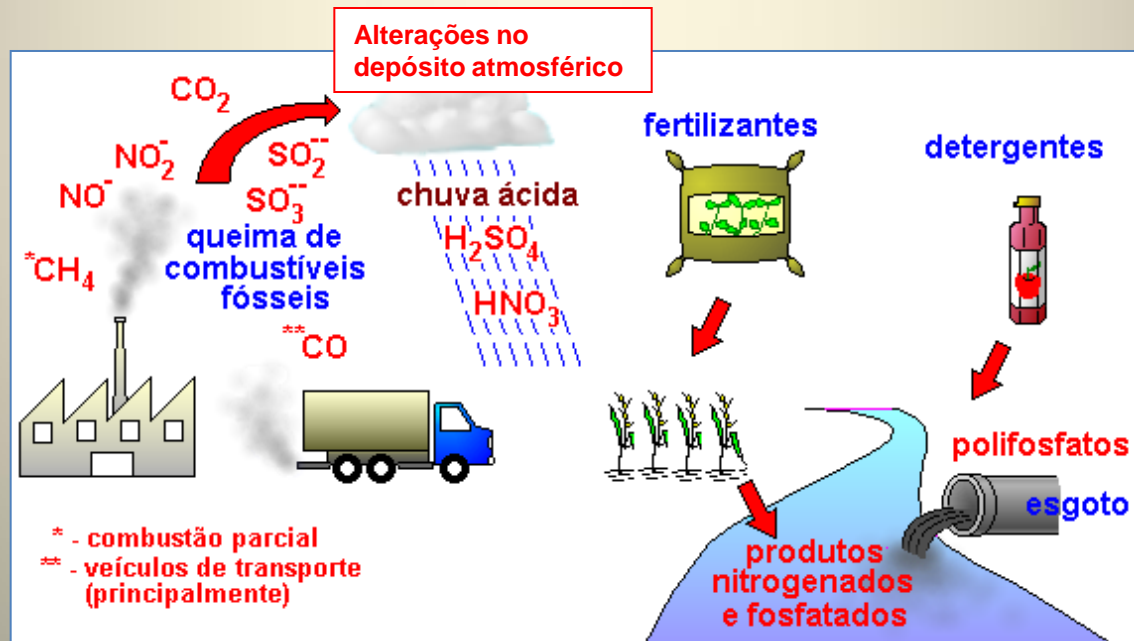 Alterações no
depósito atmosférico
CO₂
NO₂⁻
SO₂⁻⁻
NO⁻
SO₃⁻⁻
*CH₄
queima de
combustíveis
fósseis
**CO
chuva ácida
H₂SO₄
HNO₃
fertilizantes
detergentes
polifosfatos
esgoto
produtos
nitrogenados
e fosfatados
* - combustão parcial
** - veículos de transporte
(principalmente)